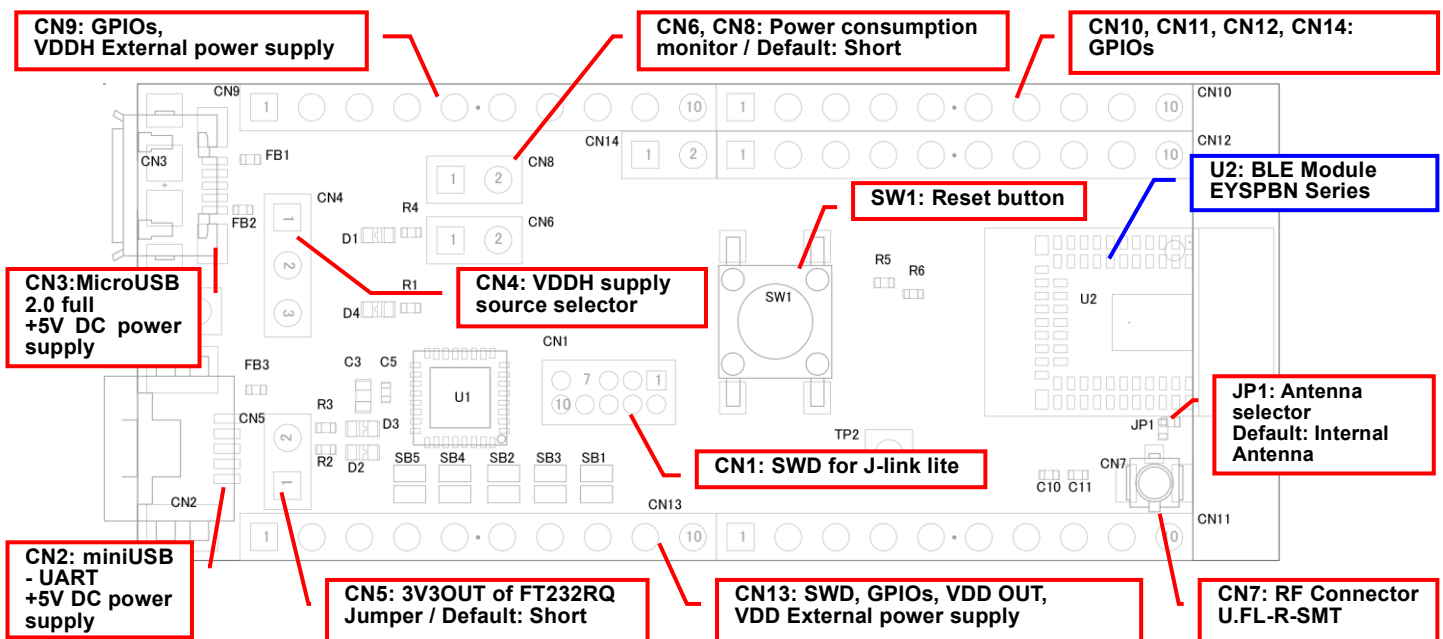 CN9: GPIOs,
VDDH External power supply
CN6, CN8: Power consumption
monitor / Default: Short
CN10, CN11, CN12, CN14:
GPIOs
CN9
1
10
1
10
CN10
CN3
FB1
CN14
1
2
1
10
CN12
CN8
1
2
U2: BLE Module
EYSPBN Series
SW1: Reset button
FB2
CN4
1
2
3
R4
D1
CN6
1
2
R1
D4
CN3:MicroUSB
2.0 full
+5V DC power
supply
CN4: VDDH supply
source selector
SW1
R5
R6
U2
FB3
C3
C5
U1
CN1
7
1
10
JP1: Antenna
selector
Default: Internal
Antenna
CN5
2
1
R3
D3
R2
D2
TP2
JP1
CN7
C10
C11
CN1: SWD for J-link lite
SB5
SB4
SB2
SB3
SB1
CN2
CN13
1
10
1
0
CN11
CN2: miniUSB
- UART
+5V DC power
supply
CN5: 3V3OUT of FT232RQ
Jumper / Default: Short
CN13: SWD, GPIOs, VDD OUT,
VDD External power supply
CN7: RF Connector
U.FL-R-SMT